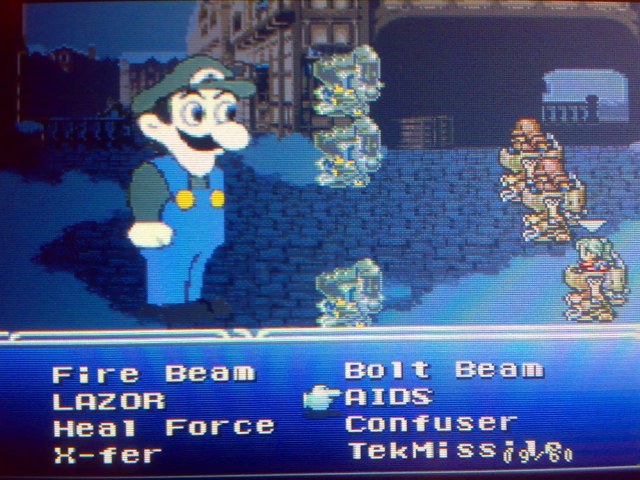 Fire Beam
Bolt Beam
LAZOR
AIDS
Heal Force
Confuser
X-fer